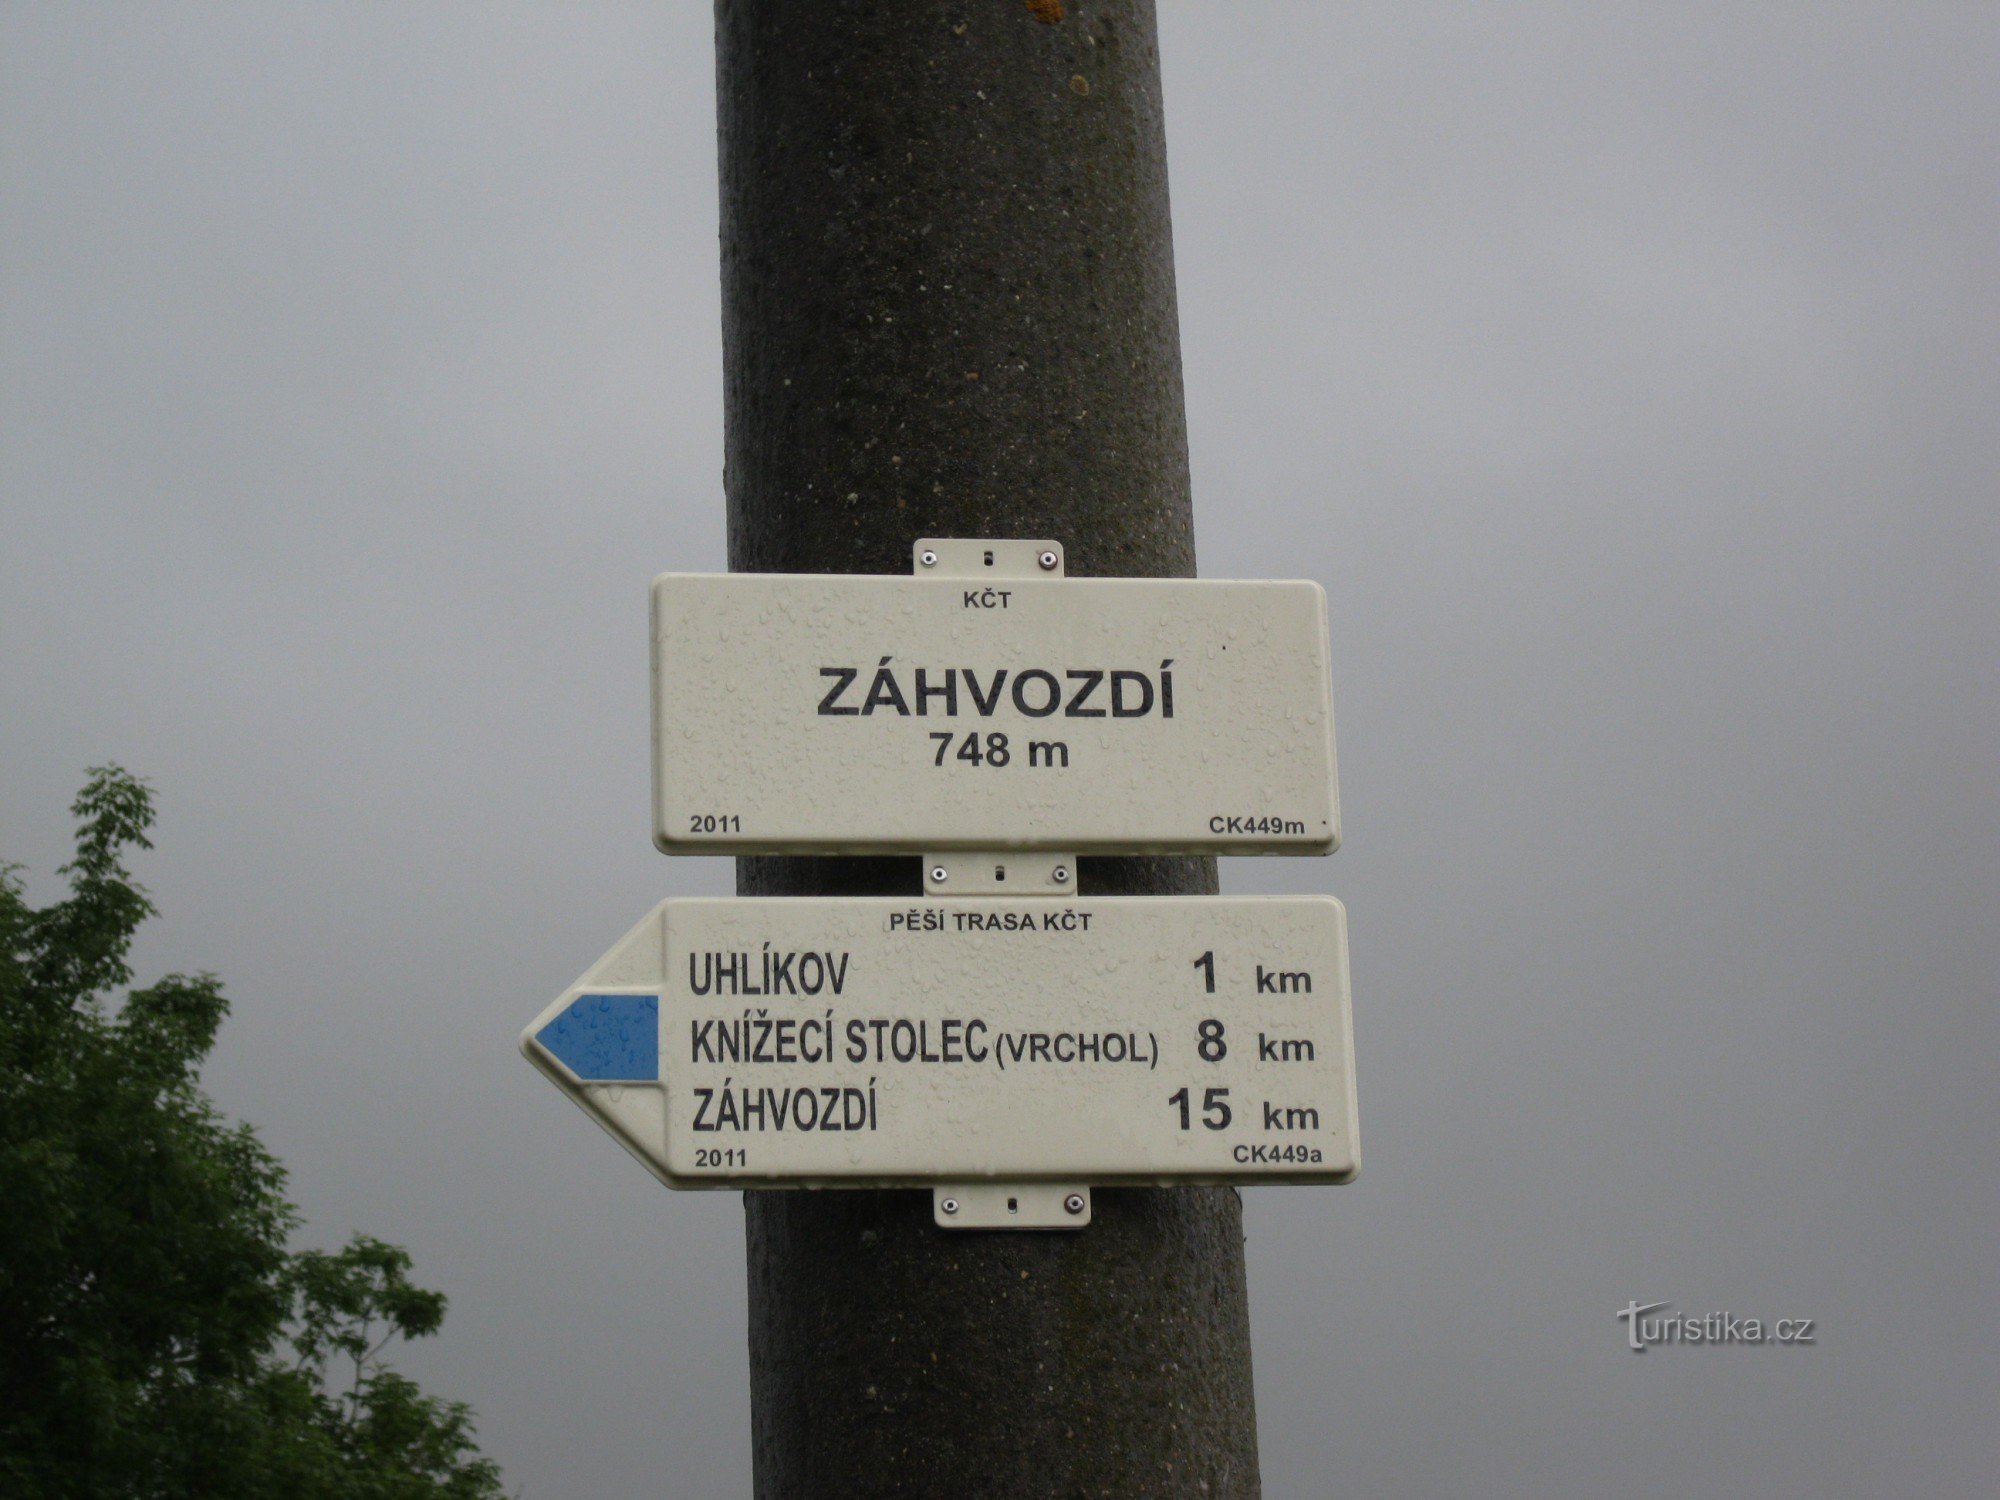 KČT
ZÁHVOZDÍ
748 m
2011 CK449m
PĚŠÍ TRASA KČT
UHLÍKOV 1 km
KNÍŽECÍ STOLEC (VRCHOL) 8 km
ZÁHVOZDÍ 15 km
2011 CK449a
Turistika.cz